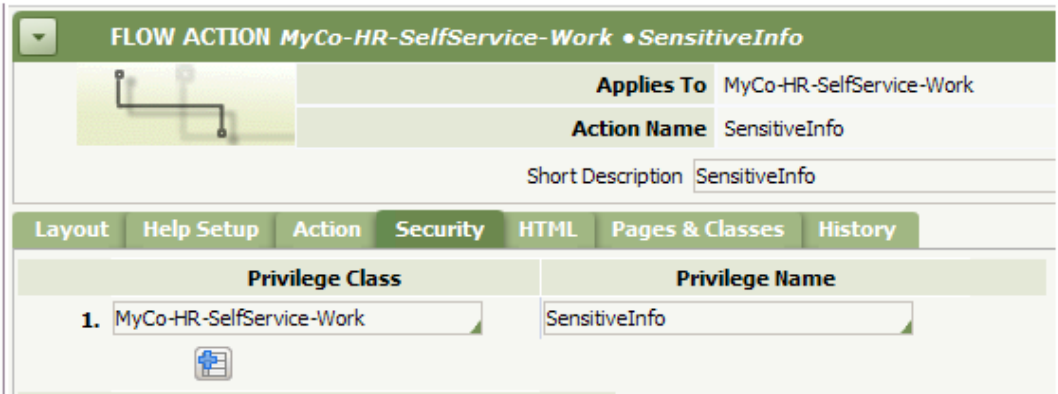 FLOW ACTION MyCo-HR-SelfService-Work • SensitiveInfo
Applies To MyCo-HR-SelfService-Work
Action Name SensitiveInfo
Short Description SensitiveInfo
Layout Help Setup Action Security HTML Pages & Classes History
Privilege Class Privilege Name
1. MyCo-HR-SelfService-Work SensitiveInfo